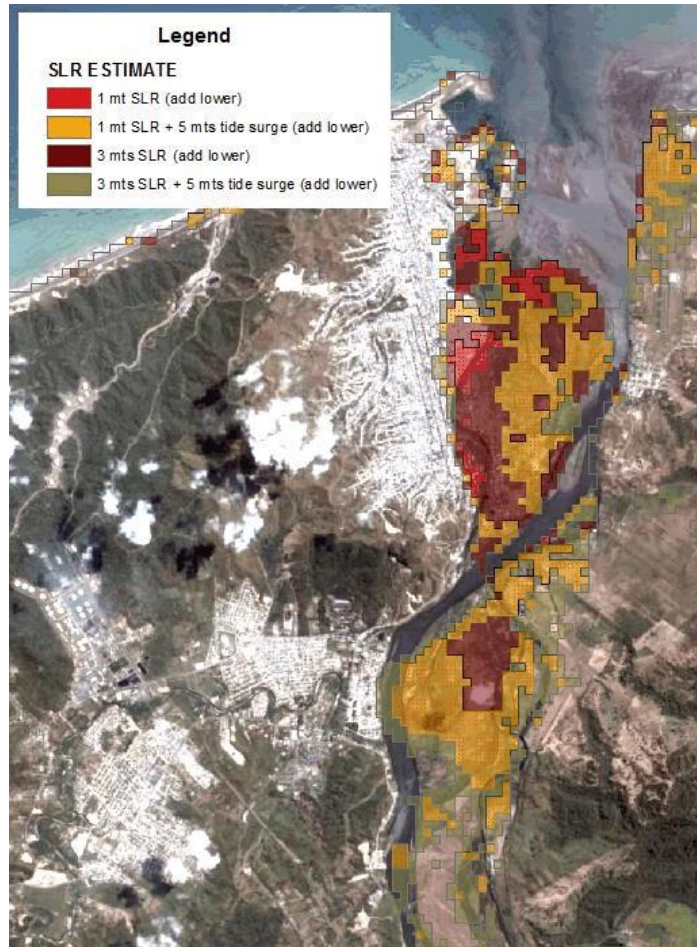 Legend
SLR ESTIMATE
1 mt SLR (add lower)
1 mt SLR + 5 mts tide surge (add lower)
3 mts SLR (add lower)
3 mts SLR + 5 mts tide surge (add lower)